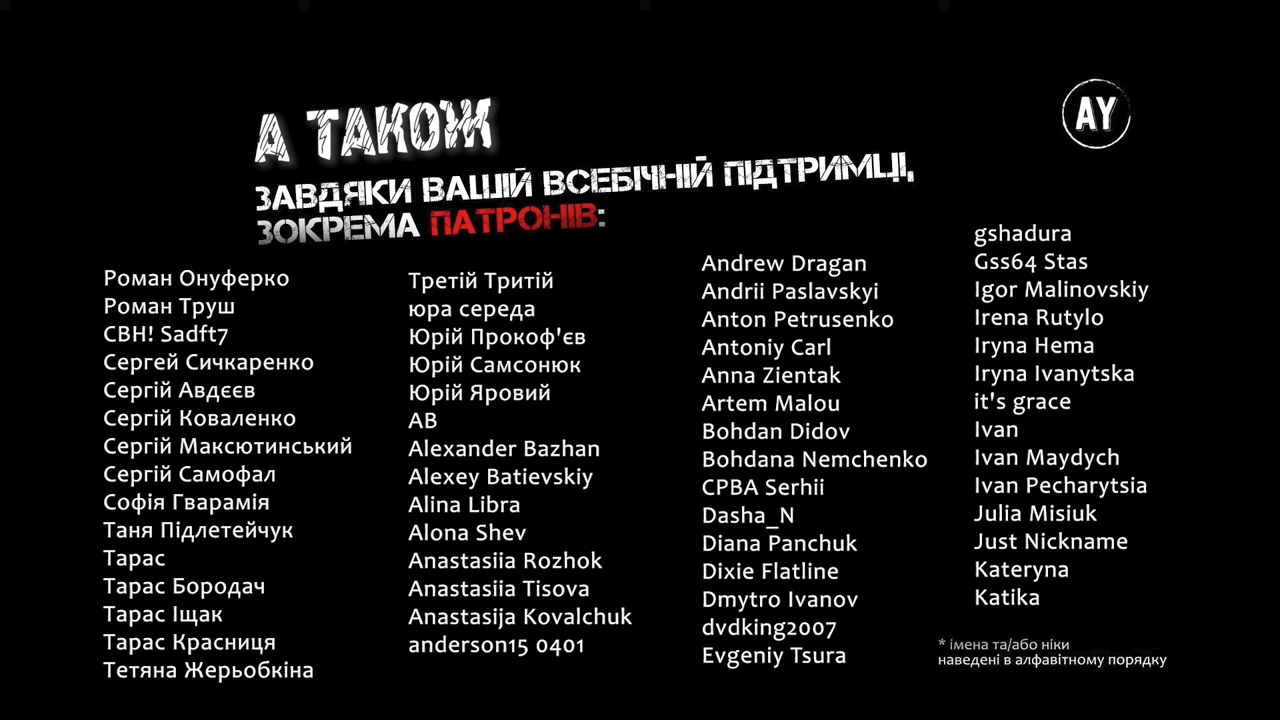 А ТАКОЖ
ЗАВДЯКИ ВАШІЙ ВСЕБІЧНІЙ ПІДТРИМЦІ,
ЗОКРЕМА ПАТРОНІВ:
АУ
Роман Онуферко
Роман Труш
СВН! Sadft7
Сергей Сичкаренко
Сергій Авдєєв
Сергій Коваленко
Сергій Максютинський
Сергій Самофал
Софія Гварамія
Таня Підлетейчук
Тарас
Тарас Бородач
Тарас Іщак
Тарас Красниця
Тетяна Жерьобкіна
Третій Тритій
юра середа
Юрій Прокоф'єв
Юрій Самсонюк
Юрій Яровий
AB
Alexander Bazhan
Alexey Batievskiy
Alina Libra
Alona Shev
Anastasiia Rozhok
Anastasiia Tisova
Anastasija Kovalchuk
anderson15 0401
Andrew Dragan
Andrii Paslavskyi
Anton Petrusenko
Antoniy Carl
Anna Zientak
Artem Malou
Bohdan Didov
Bohdana Nemchenko
CPBA Serhii
Dasha_N
Diana Panchuk
Dixie Flatline
Dmytro Ivanov
dvdking2007
Evgeniy Tsura
gshadura
Gss64 Stas
Igor Malinovskiy
Irena Rutylo
Iryna Hema
Iryna Ivanytska
it's grace
Ivan
Ivan Maydych
Ivan Pecharytsia
Julia Misiuk
Just Nickname
Kateryna
Katika
* імена та/або ніки
наведені в алфавітному порядку